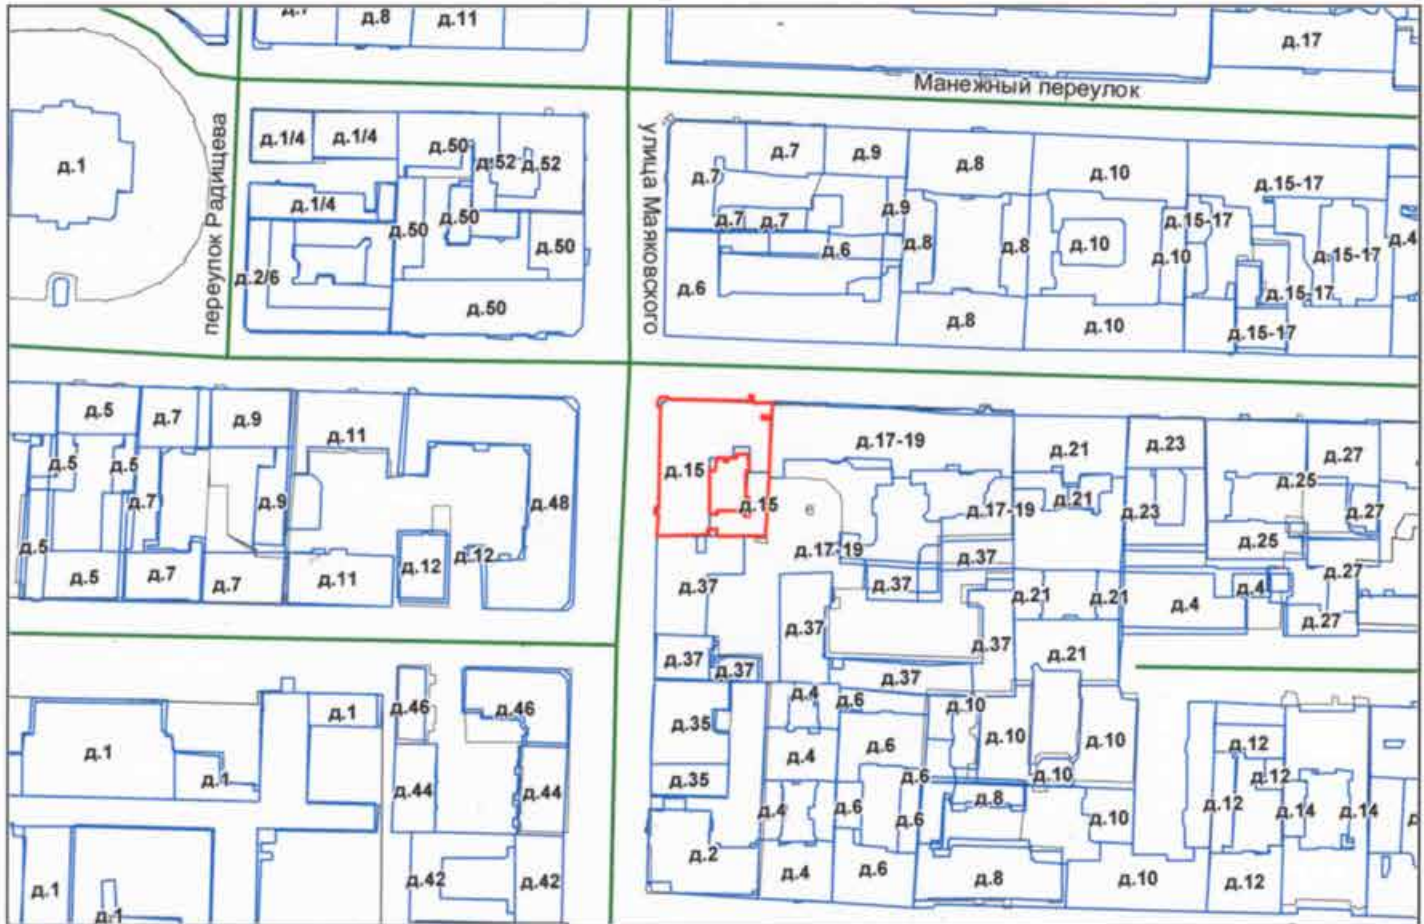 д.8
д.11
д.17
Манежный переулок
переулок Радищева
улица Маяковского
д.1
д.1/4
д.1/4
д.50
д.52
д.52
д.1/4
д.50
д.50
д.50
д.2/6
д.50
д.7
д.9
д.8
д.10
д.15-17
д.7
д.7
д.7
д.9
д.8
д.8
д.10
д.10
д.15-17
д.15-17
д.4
д.6
д.6
д.15-17
д.8
д.10
д.15-17
д.5
д.7
д.9
д.11
д.5
д.5
д.7
д.9
д.48
д.5
д.5
д.7
д.7
д.11
д.12
д.12
д.15
д.15
д.17-19
д.21
д.23
д.25
д.27
е
д.17-19
д.21
д.23
д.27
д.17-19
д.37
д.25
д.37
д.37
д.21
д.21
д.4
д.4
д.27
д.27
д.37
д.37
д.21
д.37
д.37
д.37
д.1
д.1
д.1
д.46
д.46
д.35
д.4
д.6
д.10
д.10
д.10
д.4
д.6
д.12
д.35
д.6
д.10
д.12
д.44
д.44
д.4
д.6
д.6
д.8
д.10
д.12
д.14
д.14
д.2
д.1
д.1
д.42
д.42
д.4
д.6
д.8
д.10
д.12